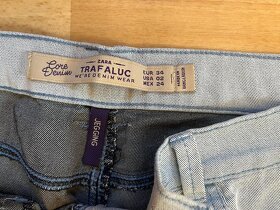 Core
Denim
ZARA
TRAFALUC
WE'RE DENIM WEAR
EUR 34
USA 02
MEX 24
JEGGING